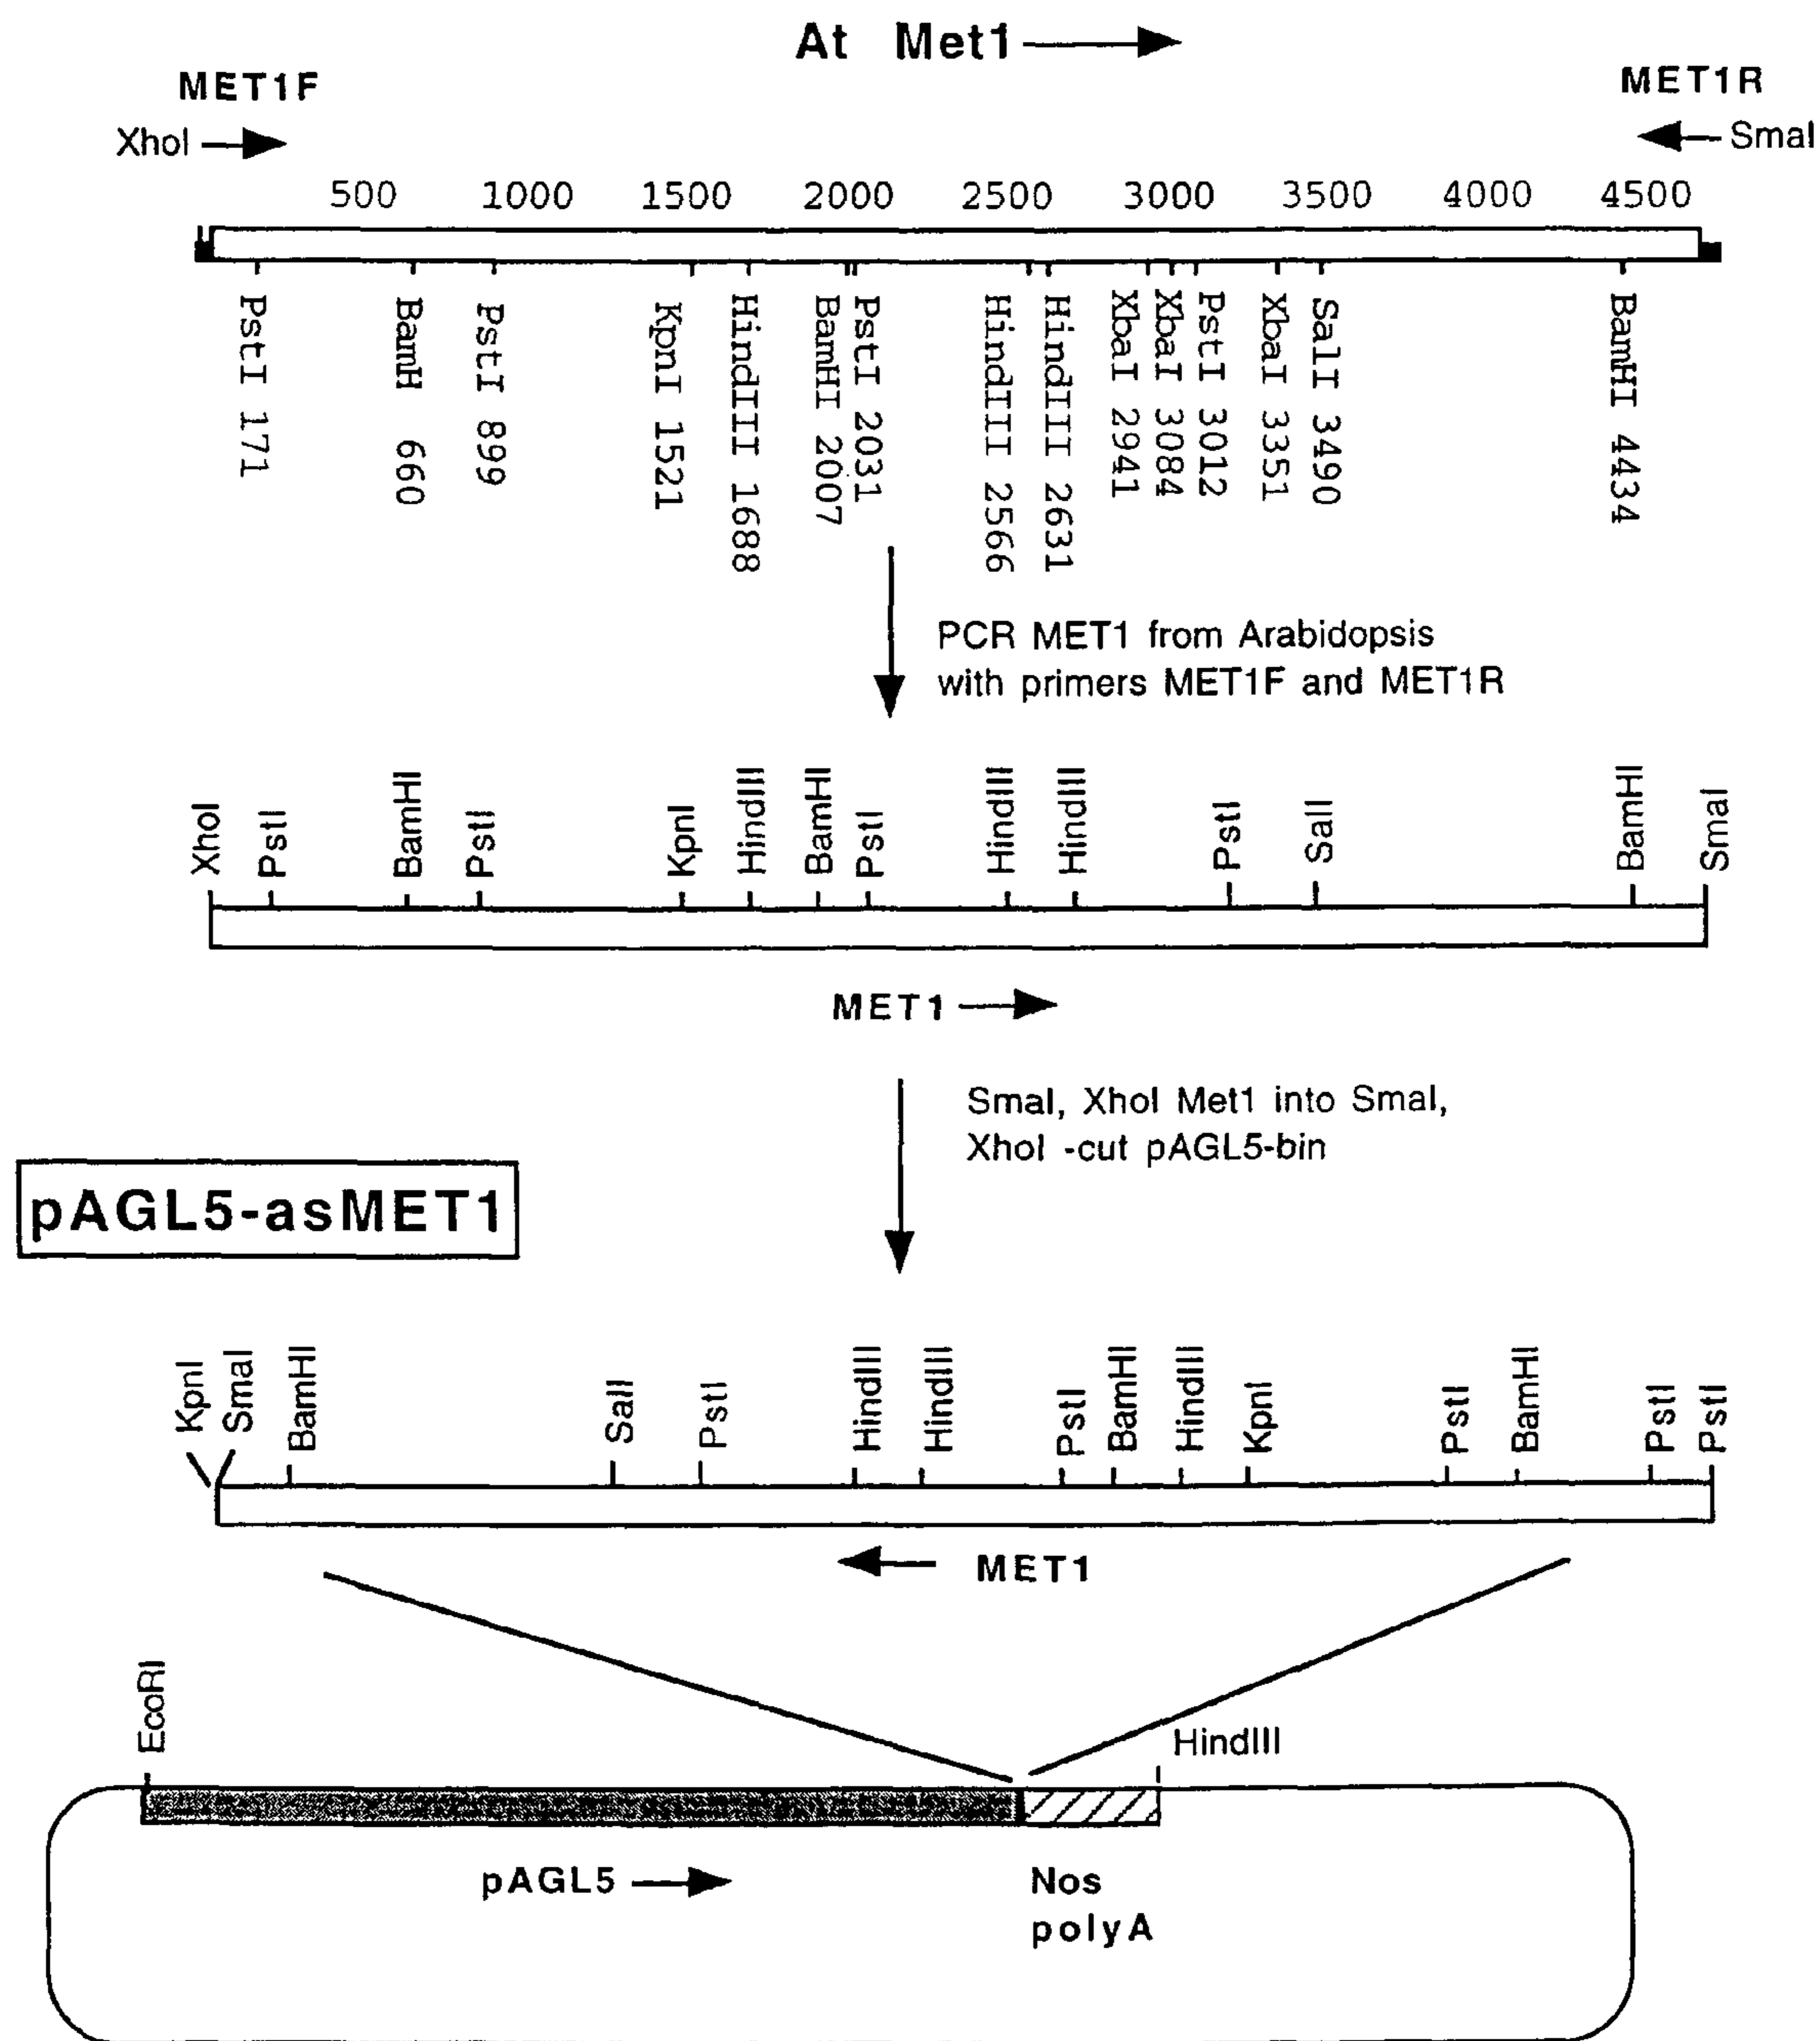 At Met1
MET1F
MET1R
XhoI
SmaI
500 1000 1500 2000 2500 3000 3500 4000 4500
PstI 171
BamH 660
PstI 899
KpnI 1521
HindIII 1688
BamHI 2007
PstI 2031
HindIII 2566
HindIII 2631
XbaI 2941
XbaI 3084
PstI 3012
XbaI 3351
SalI 3490
BamHI 4434
PCR MET1 from Arabidopsis
with primers MET1F and MET1R
XhoI
PstI
BamHI
PstI
KpnI
HindIII
BamHI
PstI
HindIII
HindIII
PstI
SalI
BamHI
SmaI
MET1
SmaI, XhoI Met1 into SmaI,
XhoI -cut pAGL5-bin
pAGL5-asMET1
KpnI
SmaI
BamHI
SalI
PstI
HindIII
HindIII
PstI
BamHI
HindIII
KpnI
PstI
BamHI
PstI
PstI
MET1
EcoRI
HindIII
pAGL5
Nos
polyA